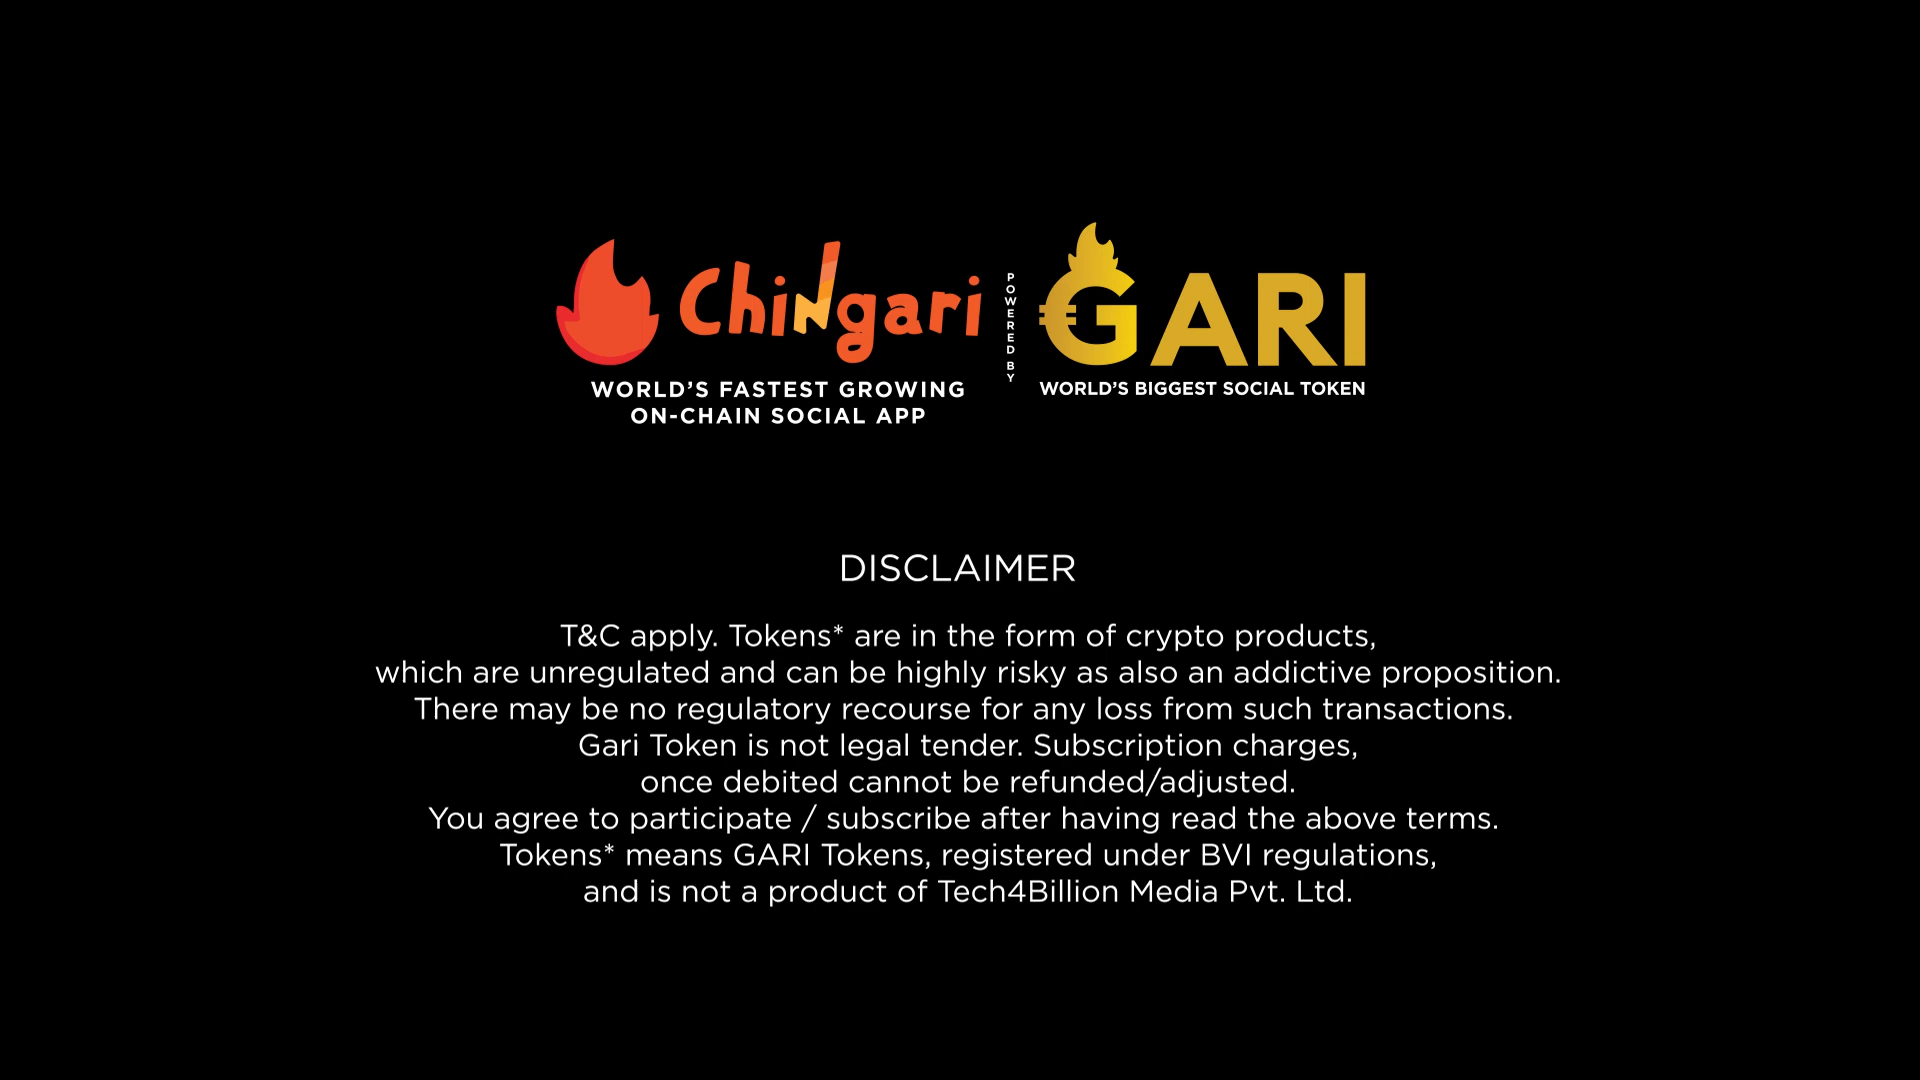 Chingari
WORLD'S FASTEST GROWING
ON-CHAIN SOCIAL APP
POWERED BY
GARI
WORLD'S BIGGEST SOCIAL TOKEN
DISCLAIMER
T&C apply. Tokens* are in the form of crypto products,
which are unregulated and can be highly risky as also an addictive proposition.
There may be no regulatory recourse for any loss from such transactions.
Gari Token is not legal tender. Subscription charges,
once debited cannot be refunded/adjusted.
You agree to participate / subscribe after having read the above terms.
Tokens* means GARI Tokens, registered under BVI regulations,
and is not a product of Tech4Billion Media Pvt. Ltd.